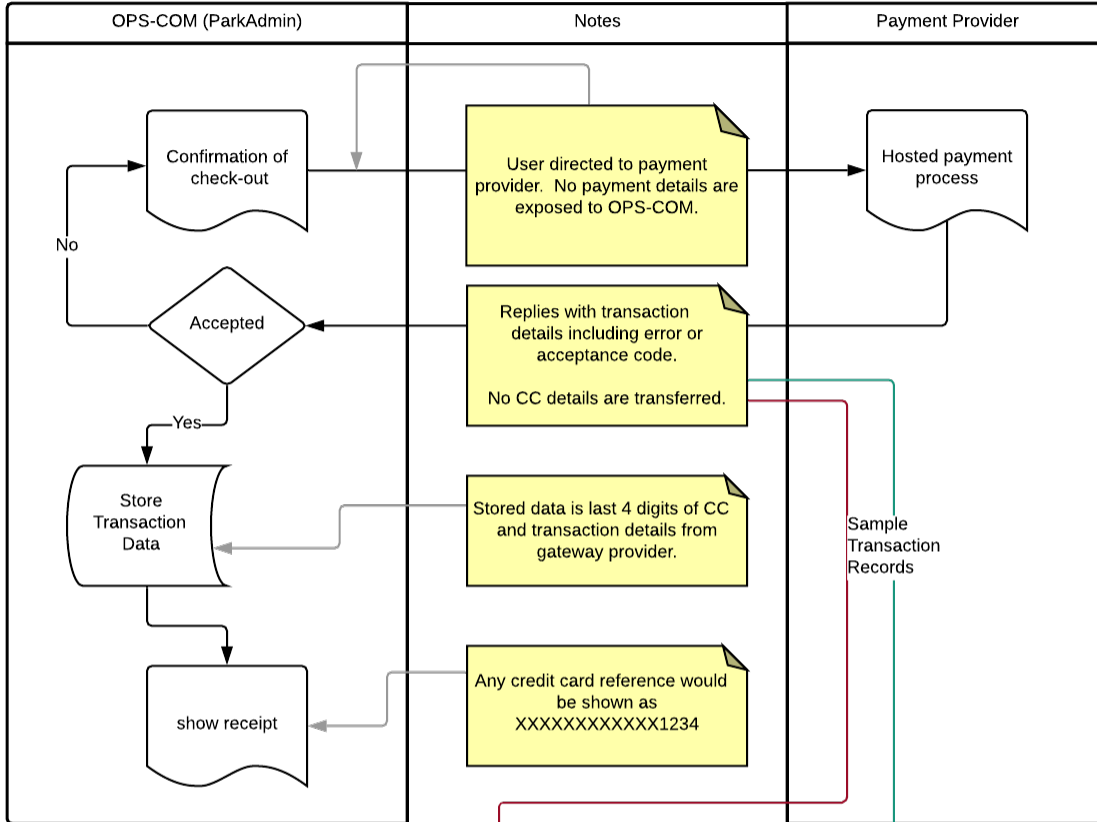 OPS-COM (ParkAdmin)
Notes
Payment Provider
Confirmation of
check-out
User directed to payment
provider.  No payment details are
exposed to OPS-COM.
Hosted payment
process
No
Accepted
Replies with transaction
details including error or
acceptance code.
No CC details are transferred.
Yes
Store
Transaction
Data
Stored data is last 4 digits of CC
and transaction details from
gateway provider.
Sample
Transaction
Records
show receipt
Any credit card reference would
be shown as
XXXXXXXXXXXX1234